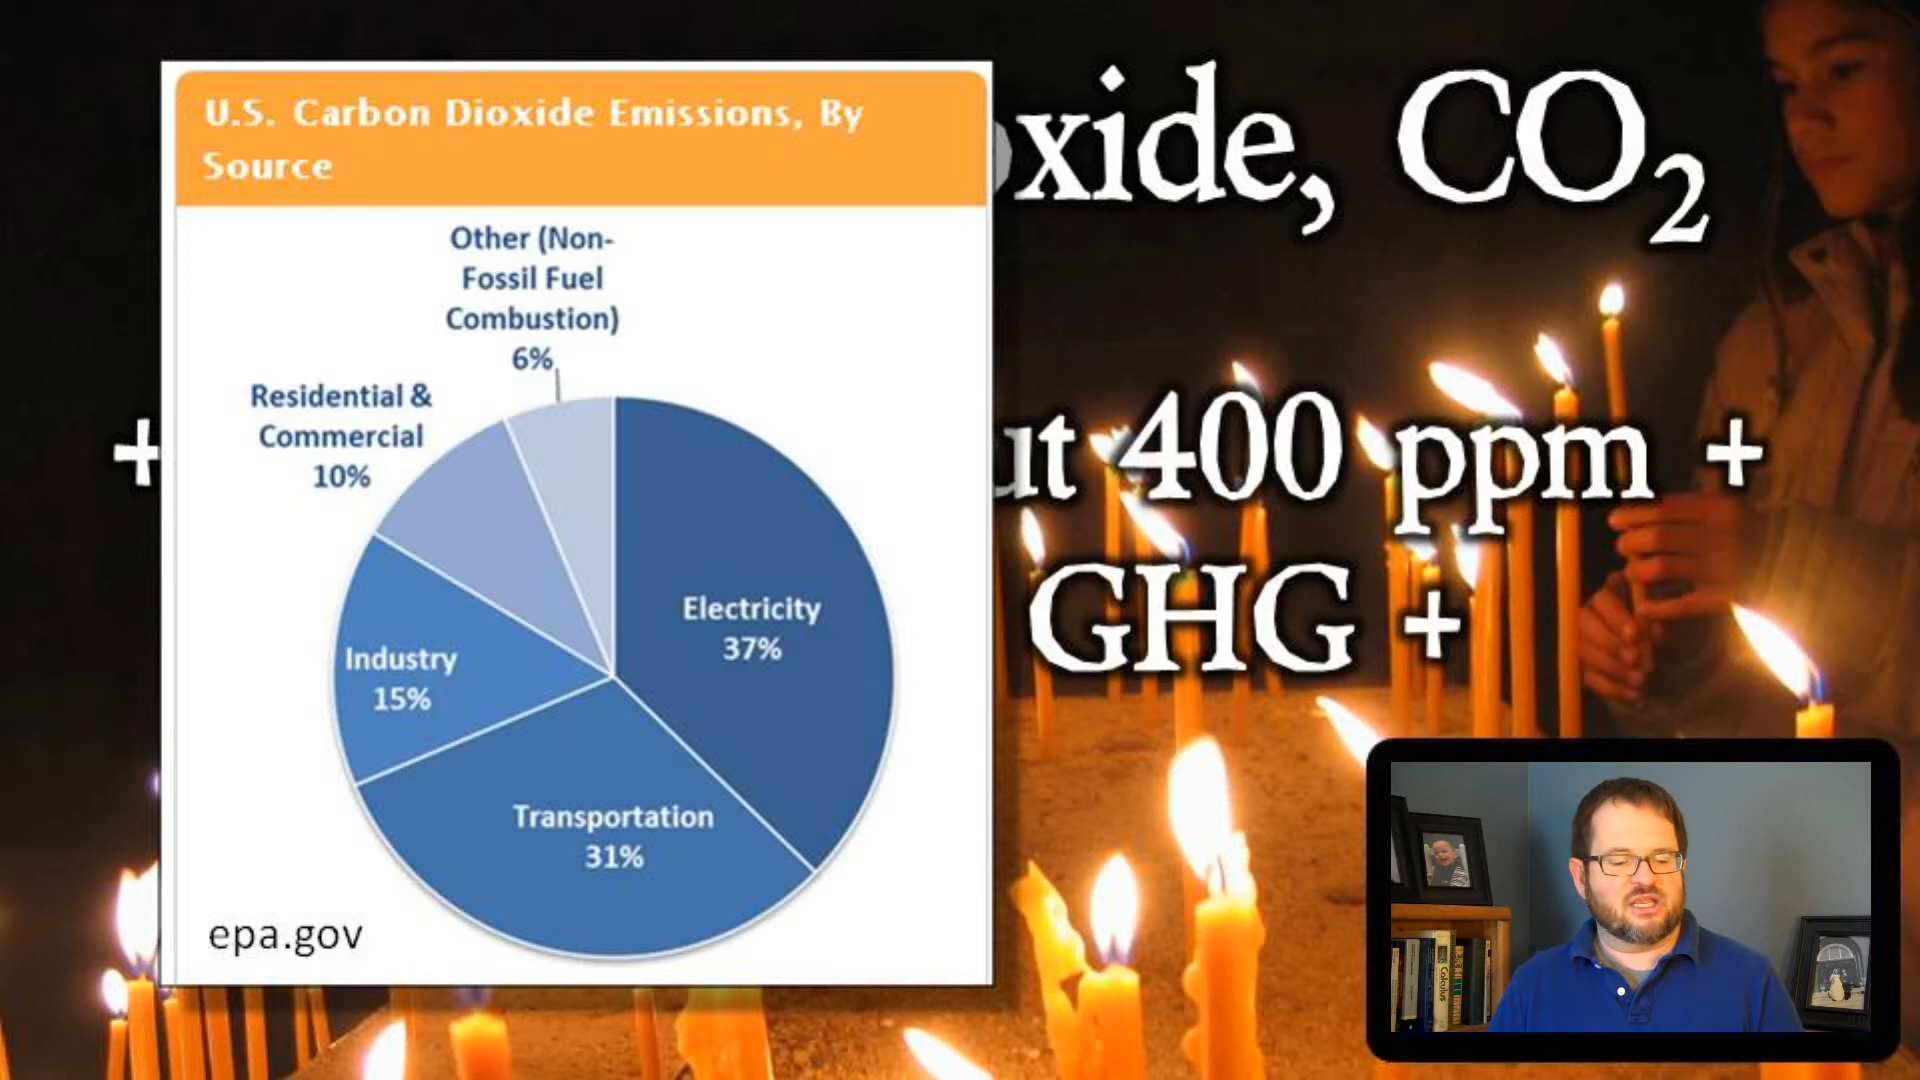 U.S. Carbon Dioxide Emissions, By
Source
Other (Non-
Fossil Fuel
Combustion)
6%
Residential &
Commercial
10%
Electricity
37%
Industry
15%
Transportation
31%
epa.gov
oxide, CO₂
+ ut 400 ppm +
GHG +
Calculus